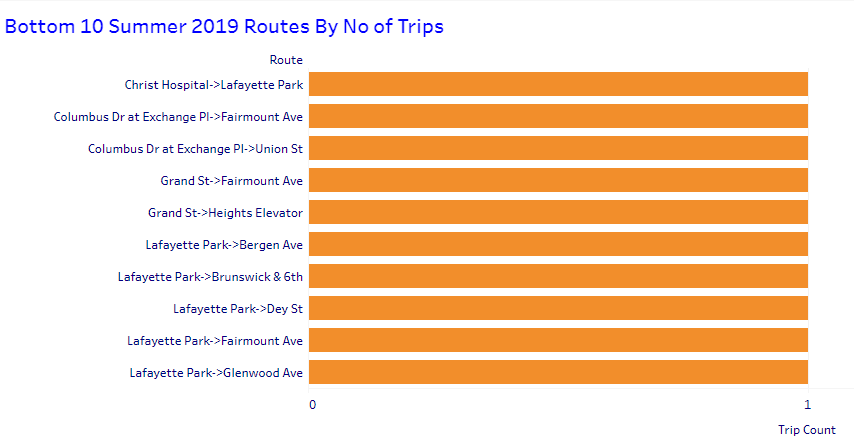 Bottom 10 Summer 2019 Routes By No of Trips
Route
Christ Hospital->Lafayette Park
Columbus Dr at Exchange Pl->Fairmount Ave
Columbus Dr at Exchange Pl->Union St
Grand St->Fairmount Ave
Grand St->Heights Elevator
Lafayette Park->Bergen Ave
Lafayette Park->Brunswick & 6th
Lafayette Park->Dey St
Lafayette Park->Fairmount Ave
Lafayette Park->Glenwood Ave
0 1
Trip Count